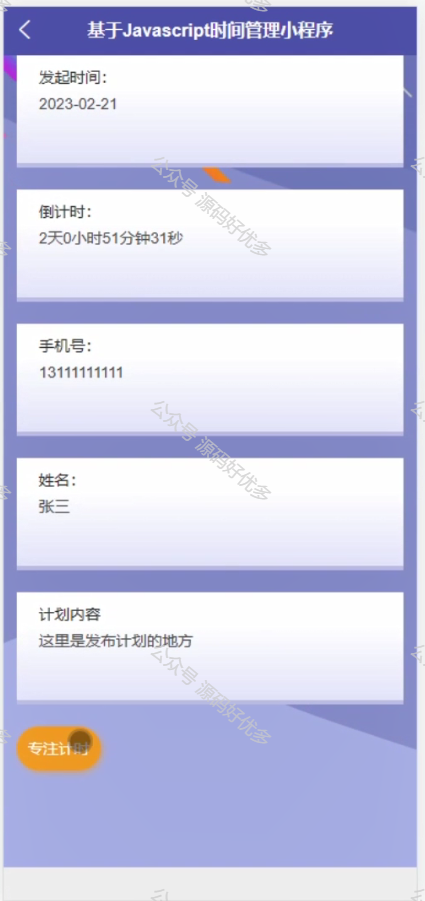 基于Javascript时间管理小程序
发起时间：
2023-02-21
倒计时：
2天0小时51分钟31秒
手机号：
13111111111
姓名：
张三
计划内容
这里是发布计划的地方
专注计时
公众号 源码好优多
公众号 源码好优多
公众号 源码好优多